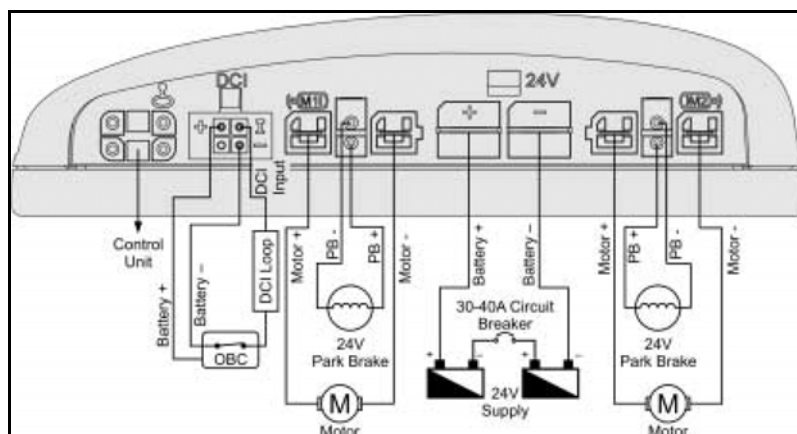 DCI
24V
M1
M2
+
-
+
I
-
DCI Input
Control
Unit
Battery +
Battery –
DCI Loop
OBC
Motor +
PB -
PB +
Motor -
24V
Park Brake
M
Motor
Battery +
Battery –
30-40A Circuit
Breaker
+
-
+
-
24V
Supply
Motor +
PB +
PB -
Motor -
24V
Park Brake
M
Motor